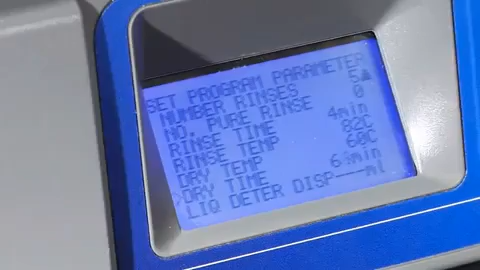 SET PROGRAM PARAMETER
NUMBER RINSES 5▲
NO. PURE RINSE 0
RINSE TIME 4min
RINSE TEMP 82C
DRY TEMP 60C
>DRY TIME
LIQ DETER DISP---ml